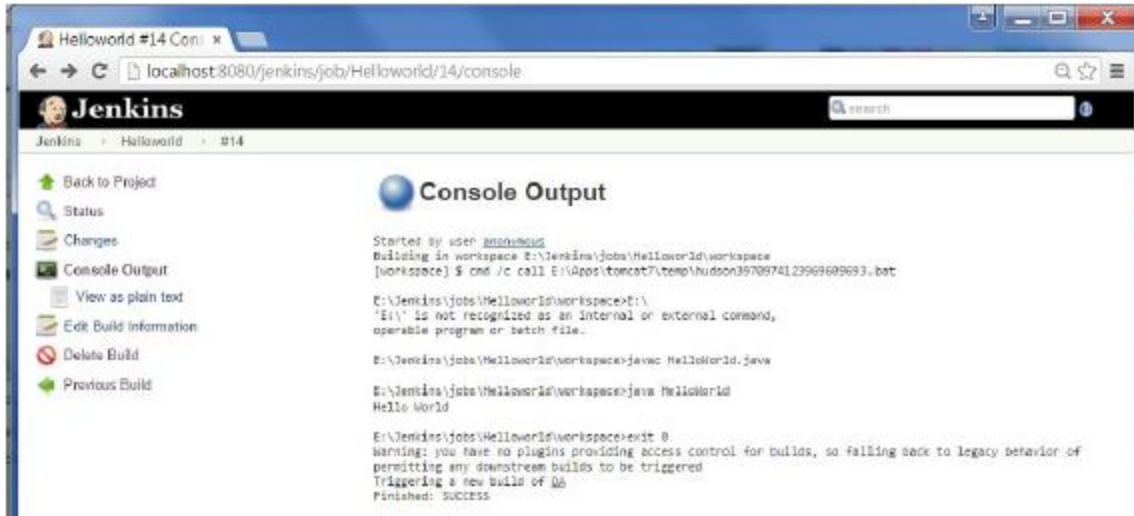 Helloworld #14 Con
localhost:8080/jenkins/job/Helloworld/14/console
Jenkins
search
Jenkins Helloworld #14
Back to Project
Status
Changes
Console Output
View as plain text
Edit Build Information
Delete Build
Previous Build
Console Output
Started by user anonymous
Building in workspace E:\Jenkins\jobs\Helloworld\workspace
[workspace] $ cmd /c call E:\Apps\tomcat7\temp\hudson3970974123969609693.bat
E:\Jenkins\jobs\Helloworld\workspace>E:\
'E:\' is not recognized as an internal or external command,
operable program or batch file.
E:\Jenkins\jobs\Helloworld\workspace>javac HelloWorld.java
E:\Jenkins\jobs\Helloworld\workspace>java HelloWorld
Hello World
E:\Jenkins\jobs\Helloworld\workspace>exit 0
Warning: you have no plugins providing access control for builds, so falling back to legacy behavior of
permitting any downstream builds to be triggered
Triggering a new build of QA
Finished: SUCCESS